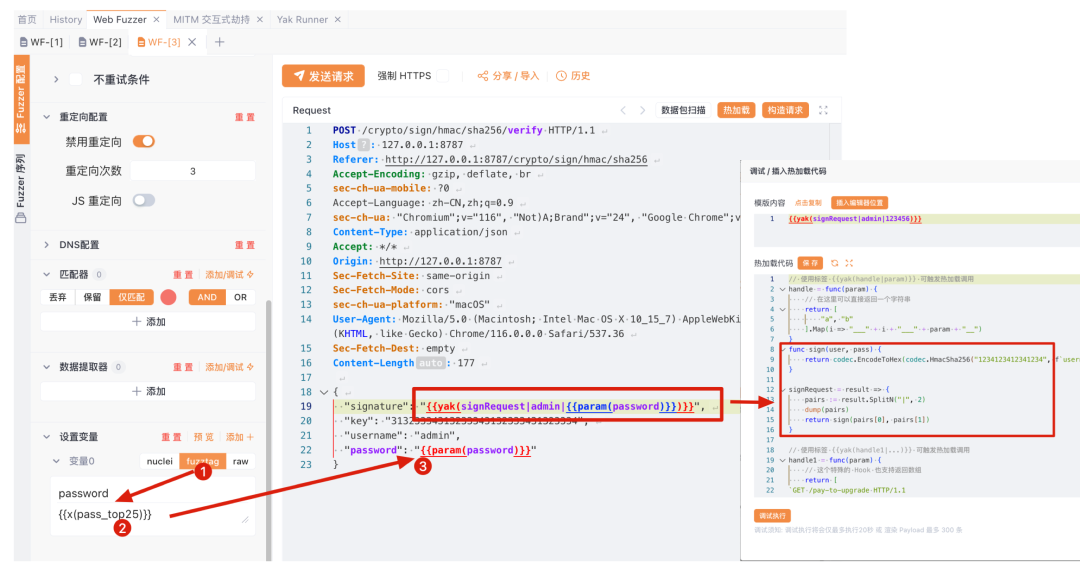 首页 History Web Fuzzer × MITM 交互式劫持 × Yak Runner ×
WF-[1] WF-[2] WF-[3] × +
Fuzzer 配置
Fuzzer 序列
不重试条件
重定向配置 重置
禁用重定向
重定向次数 3
JS 重定向
DNS配置 重置
匹配器 0 重置 添加/调试
丢弃 保留 仅匹配 AND OR
+ 添加
数据提取器 0 重置 添加/调试
+ 添加
设置变量 重置 预览 添加 +
变量0 nuclei fuzztag raw
1
password
{{x(pass_top25)}}
2
发送请求 强制 HTTPS 分享 / 导入 历史
Request < > 数据包扫描 热加载 构造请求
1 POST /crypto/sign/hmac/sha256/verify HTTP/1.1
2 Host ? : 127.0.0.1:8787
3 Referer: http://127.0.0.1:8787/crypto/sign/hmac/sha256
4 Accept-Encoding: gzip, deflate, br
5 sec-ch-ua-mobile: ?0
6 Accept-Language: zh-CN,zh;q=0.9
7 sec-ch-ua: "Chromium";v="116", "Not)A;Brand";v="24", "Google Chrome";v
8 Content-Type: application/json
9 Accept: */*
10 Origin: http://127.0.0.1:8787
11 Sec-Fetch-Site: same-origin
12 Sec-Fetch-Mode: cors
13 sec-ch-ua-platform: "macOS"
14 User-Agent: Mozilla/5.0 (Macintosh; Intel Mac OS X 10_15_7) AppleWebKi
(KHTML, like Gecko) Chrome/116.0.0.0 Safari/537.36
15 Sec-Fetch-Dest: empty
16 Content-Length auto : 177
17
18 {
19 "signature": "{{yak(signRequest|admin|{{param(password)}})}}",
20 "key":
21 "username": "admin",
22 "password": "{{param(password)}}"
23 }
3
调试 / 插入热加载代码
模版内容 点击复制 插入编辑器位置
1 {{yak(signRequest|admin|123456)}}
热加载代码 保存
1 // 使用标签 {{yak(handle|param)}} 可触发热加载调用
2 handle = func(param) {
3 // 在这里可以直接返回一个字符串
4 return [
5 "a", "b"
6 ].Map(i => "___" + i + "___" + param + "__")
7 }
8 func sign(user, pass) {
9 return codec.EncodeToHex(codec.HmacSha256("1234123412341234", f`user
10 }
11
12 signRequest = result => {
13 pairs := result.SplitN("|", 2)
14 dump(pairs)
15 return sign(pairs[0], pairs[1])
16 }
17
18 // 使用标签 {{yak(handle1|...)}} 可触发热加载调用
19 handle1 = func(param) {
20 // 这个特殊的 Hook 也支持返回数组
21 return [
22 `GET /pay-to-upgrade HTTP/1.1
调试执行
调试须知: 调试执行将会仅最多执行20秒 或 渲染 Payload 最多 300 条